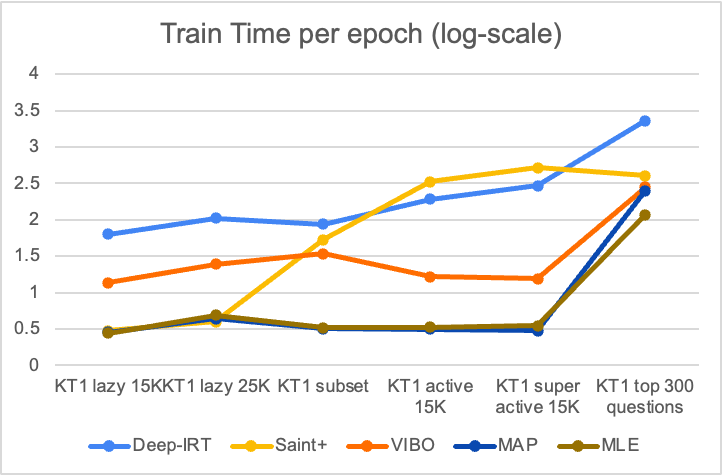 Train Time per epoch (log-scale)
4
3.5
3
2.5
2
1.5
1
0.5
0
KT1 lazy 15K
KT1 lazy 25K
KT1 subset
KT1 active
15K
KT1 super
active 15K
KT1 top 300
questions
Deep-IRT
Saint+
VIBO
MAP
MLE